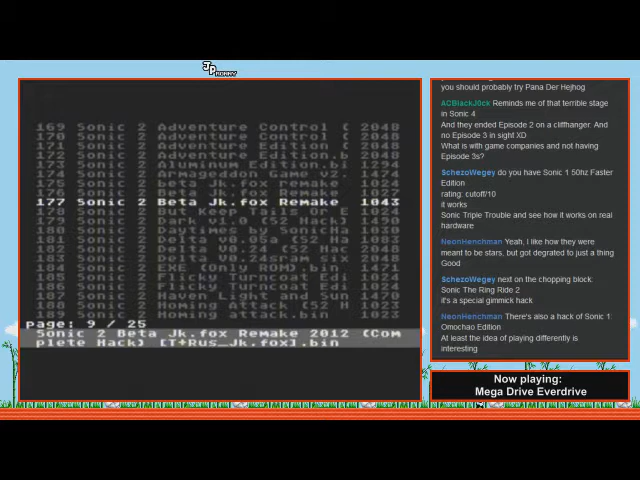 JP
RONNY
169 Sonic 2 Adventure Control ( 2048
170 Sonic 2 Adventure Control ( 2048
171 Sonic 2 Adventure Edition ( 2048
172 Sonic 2 Adventure Edition.b 2048
173 Sonic 2 Aluminum Edition.bi 1294
174 Sonic 2 Armageddon Game v2. 1474
175 Sonic 2 beta Jk.fox remake 1024
176 Sonic 2 beta Jk.fox remake 1027
177 Sonic 2 Beta Jk.fox Remake 1043
178 Sonic 2 But Keep Tails Or E 1024
179 Sonic 2 Dark v1.0 (S2 Hack) 1490
180 Sonic 2 Daytimes by SonicHa 1030
181 Sonic 2 Delta v0.05a (S2 Ha 1083
182 Sonic 2 Delta v0.24 (S2 Hac 2048
183 Sonic 2 Delta V0.24sram six 2048
184 Sonic 2 EXE (Only ROM).bin 1471
185 Sonic 2 Flicky Turncoat Edi 1024
186 Sonic 2 Flicky Turncoat Edi 1024
187 Sonic 2 Haven Light and Sun 1470
188 Sonic 2 Homing Attack (S2 H 1024
189 Sonic 2 Homing attack.bin 1023
Page: 9 / 25
Sonic 2 Beta Jk.fox Remake 2012 (Com
plete Hack) [T+Rus_Jk.fox].bin
you should probably try Pana Der Hejhog
ACBlackJ0ck Reminds me of that terrible stage
in Sonic 4
And they ended Episode 2 on a cliffhanger. And
no Episode 3 in sight XD
What is with game companies and not having
Episode 3s?
SchezoWegey do you have Sonic 1 50hz Faster
Edition
rating: cutoff/10
it works
Sonic Triple Trouble and see how it works on real
hardware
NeonHenchman Yeah, I like how they were
meant to be stars, but got degrated to just a thing
Good
SchezoWegey next on the chopping block:
Sonic The Ring Ride 2
it's a special gimmick hack
NeonHenchman There's also a hack of Sonic 1:
Omochao Edition
At least the idea of playing differently is
interesting
Now playing:
Mega Drive Everdrive